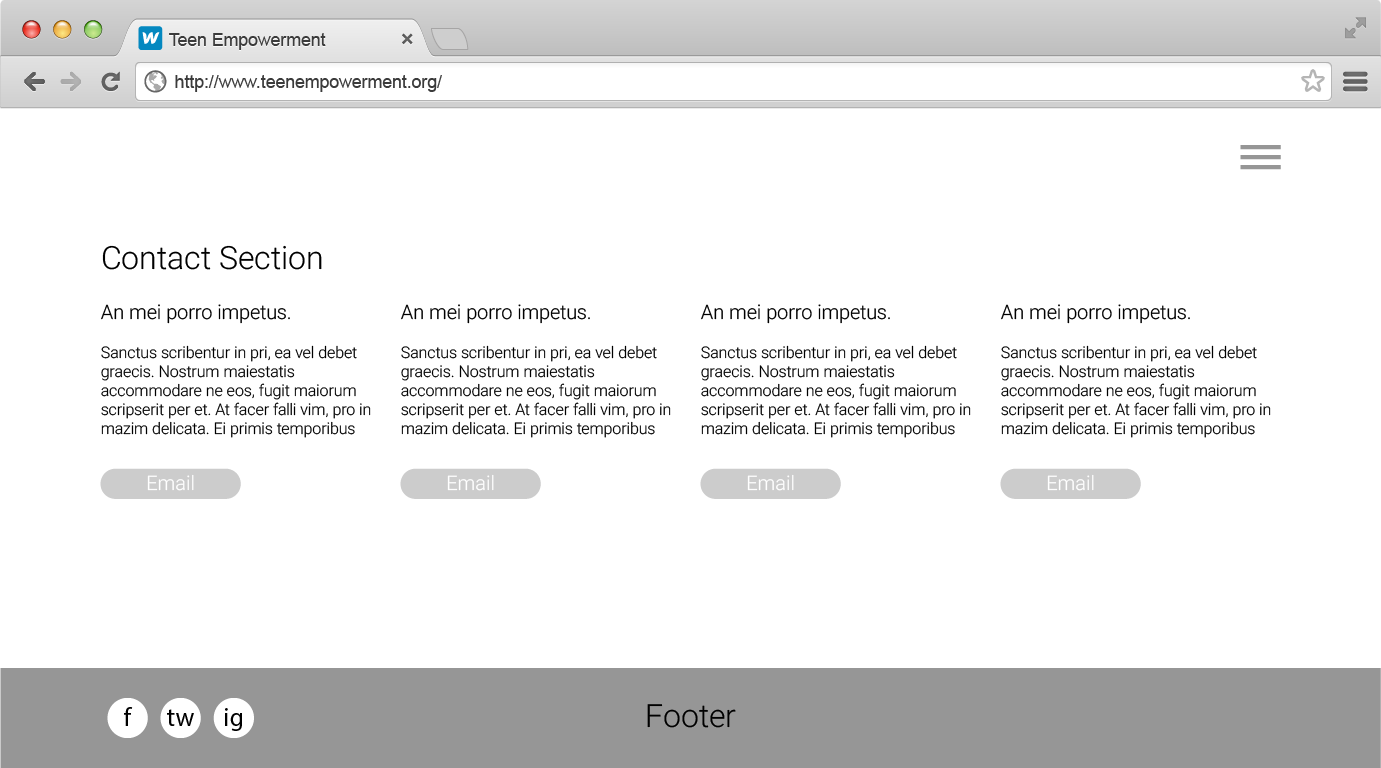 Teen Empowerment
http://www.teenempowerment.org/
Contact Section
An mei porro impetus.
Sanctus scribentur in pri, ea vel debet
graecis. Nostrum maiestatis
accommodare ne eos, fugit maiorum
scripserit per et. At facer falli vim, pro in
mazim delicata. Ei primis temporibus
Email
An mei porro impetus.
Sanctus scribentur in pri, ea vel debet
graecis. Nostrum maiestatis
accommodare ne eos, fugit maiorum
scripserit per et. At facer falli vim, pro in
mazim delicata. Ei primis temporibus
Email
An mei porro impetus.
Sanctus scribentur in pri, ea vel debet
graecis. Nostrum maiestatis
accommodare ne eos, fugit maiorum
scripserit per et. At facer falli vim, pro in
mazim delicata. Ei primis temporibus
Email
An mei porro impetus.
Sanctus scribentur in pri, ea vel debet
graecis. Nostrum maiestatis
accommodare ne eos, fugit maiorum
scripserit per et. At facer falli vim, pro in
mazim delicata. Ei primis temporibus
Email
f tw ig
Footer